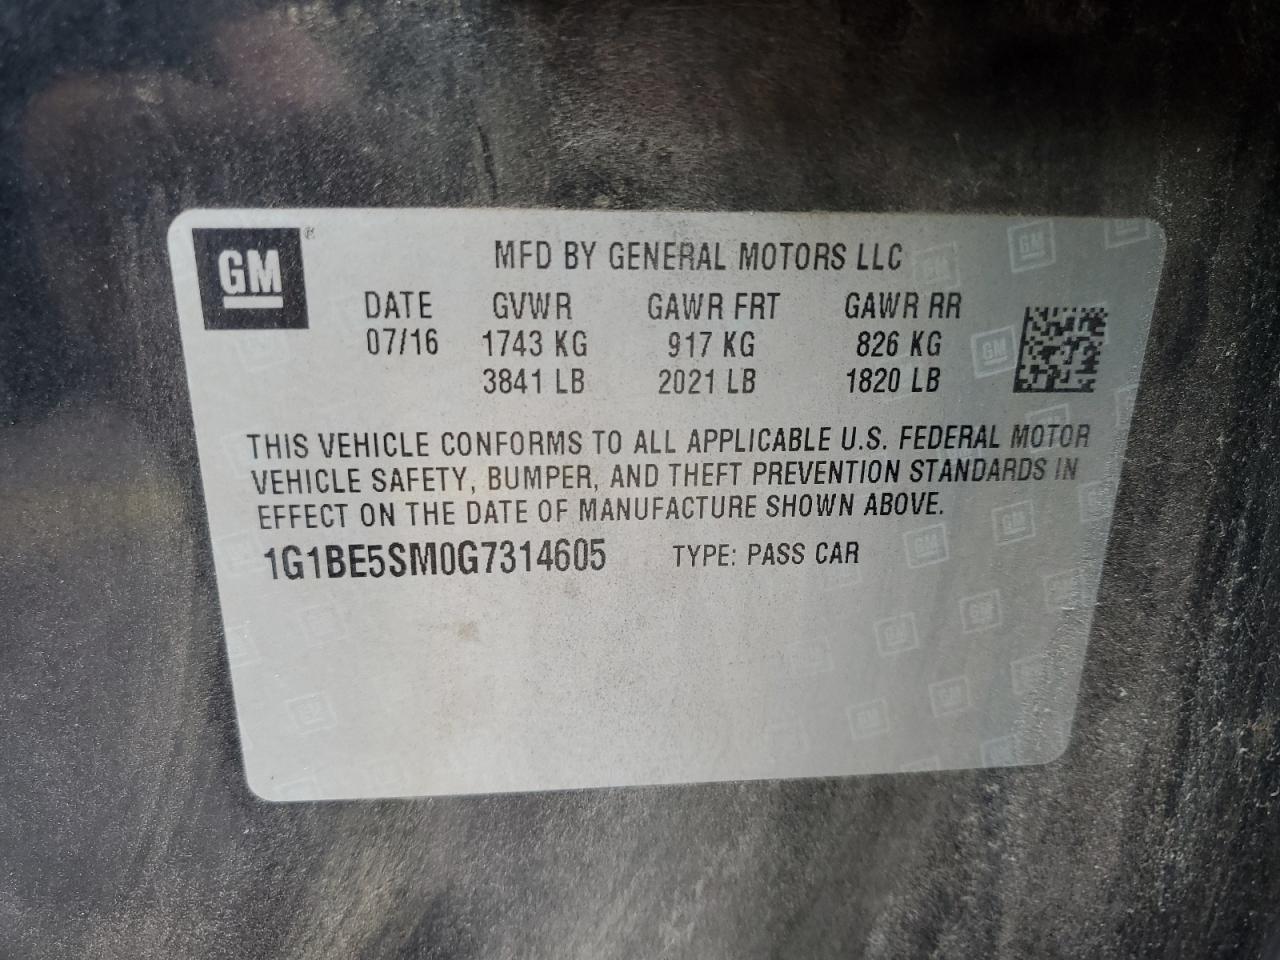 GM ®
MFD BY GENERAL MOTORS LLC
DATE GVWR GAWR FRT GAWR RR
07/16 1743 KG 917 KG 826 KG
3841 LB 2021 LB 1820 LB
THIS VEHICLE CONFORMS TO ALL APPLICABLE U.S. FEDERAL MOTOR
VEHICLE SAFETY, BUMPER, AND THEFT PREVENTION STANDARDS IN
EFFECT ON THE DATE OF MANUFACTURE SHOWN ABOVE.
1G1BE5SM0G7314605 TYPE: PASS CAR